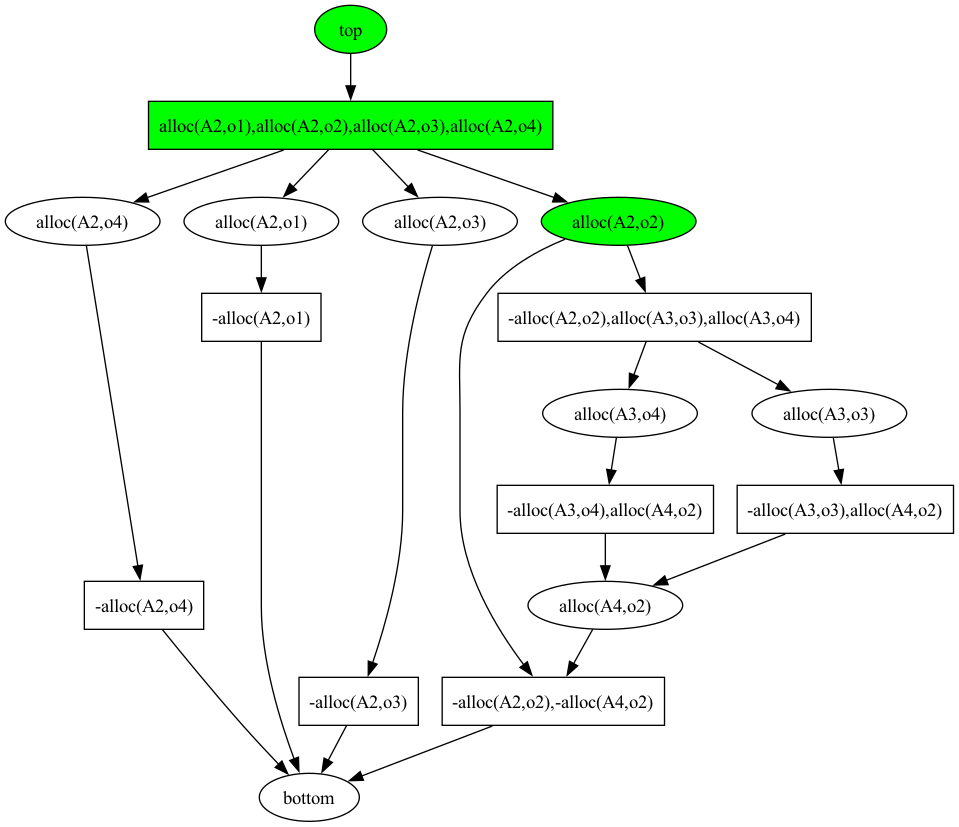 top
alloc(A2,o1),alloc(A2,o2),alloc(A2,o3),alloc(A2,o4)
alloc(A2,o4)
alloc(A2,o1)
alloc(A2,o3)
alloc(A2,o2)
-alloc(A2,o1)
-alloc(A2,o2),alloc(A3,o3),alloc(A3,o4)
alloc(A3,o4)
alloc(A3,o3)
-alloc(A3,o4),alloc(A4,o2)
-alloc(A3,o3),alloc(A4,o2)
-alloc(A2,o4)
alloc(A4,o2)
-alloc(A2,o3)
-alloc(A2,o2),-alloc(A4,o2)
bottom